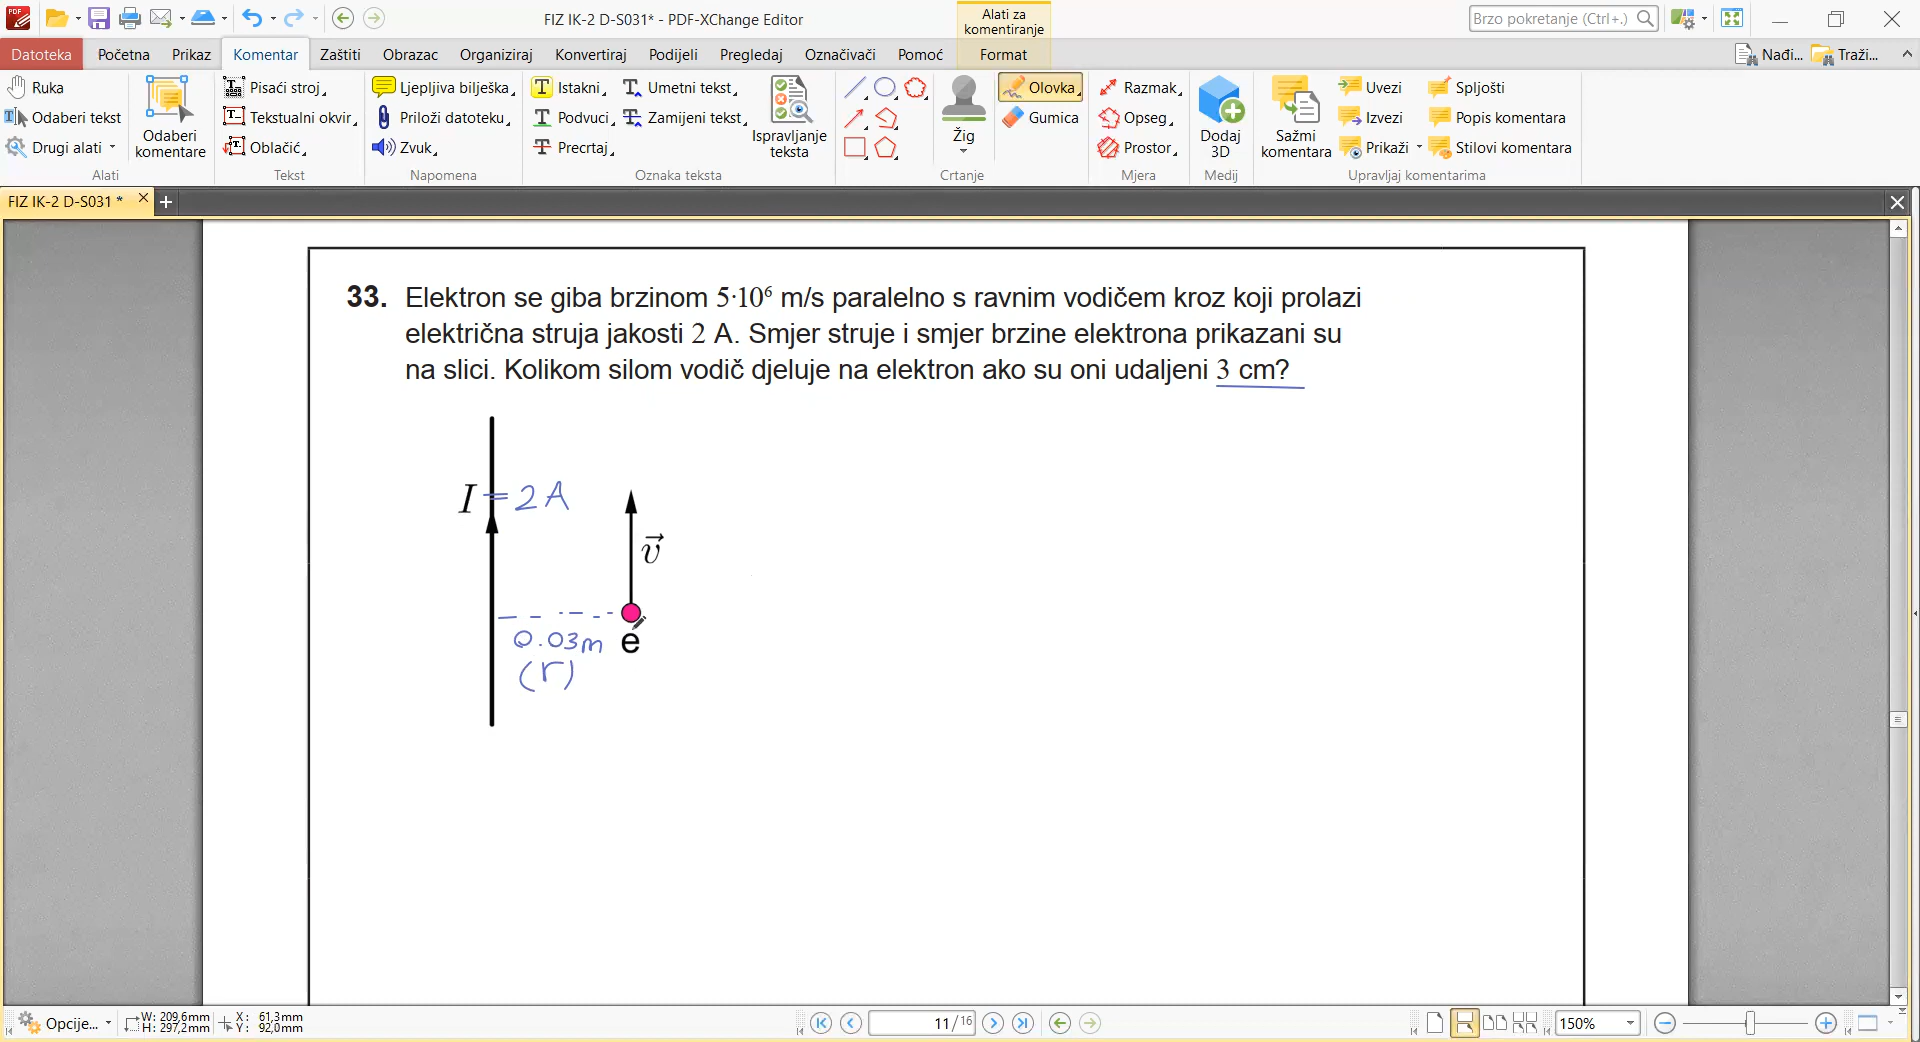 FIZ IK-2 D-S031* - PDF-XChange Editor
Alati za komentiranje
Brzo pokretanje (Ctrl+.)
Datoteka Početna Prikaz Komentar Zaštiti Obrazac Organiziraj Konvertiraj Podijeli Pregledaj Označivači Pomoć Format Nađi... Traži...
Ruka
Odaberi tekst
Drugi alati
Odaberi komentare
Alati
Pisaći stroj
Tekstualni okvir
Oblačić
Tekst
Ljepljiva bilješka
Priloži datoteku
Zvuk
Napomena
Istakni
Podvuci
Precrtaj
Umetni tekst
Zamijeni tekst
Ispravljanje teksta
Oznaka teksta
Žig
Olovka
Gumica
Crtanje
Razmak
Opseg
Prostor
Mjera
Dodaj 3D
Medij
Sažmi komentara
Uvezi
Izvezi
Prikaži
Spljošti
Popis komentara
Stilovi komentara
Upravljaj komentarima
FIZ IK-2 D-S031 *
33. Elektron se giba brzinom 5·10⁶ m/s paralelno s ravnim vodičem kroz koji prolazi
električna struja jakosti 2 A. Smjer struje i smjer brzine elektrona prikazani su
na slici. Kolikom silom vodič djeluje na elektron ako su oni udaljeni 3 cm?
I = 2 A
v⃗
0.03m e
(r)
Opcije... W: 209,6mm X: 61,3mm
H: 297,2mm Y: 92,0mm
11 / 16
150%